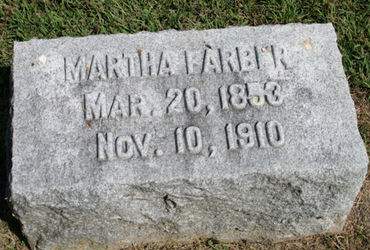 MARTHA FARBER
MAR. 20, 1853
NOV. 10, 1910